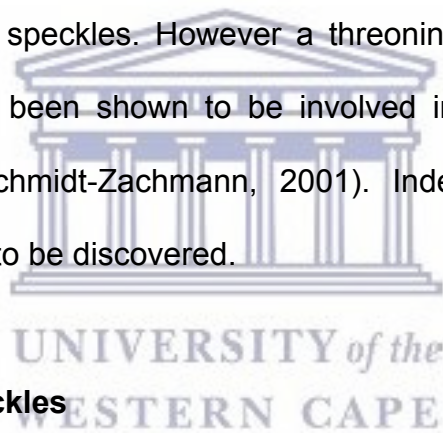 speckles. However a threonin
been shown to be involved i
chmidt-Zachmann, 2001). Inde
to be discovered.
UNIVERSITY of the
ckles
WESTERN CAPE